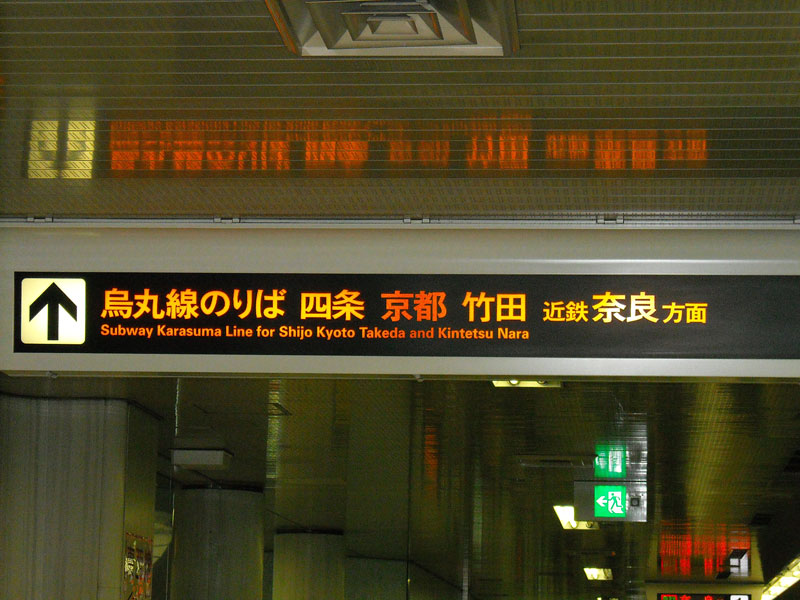 烏丸線のりば 四条 京都 竹田 近鉄奈良方面
Subway Karasuma Line for Shijo Kyoto Takeda and Kintetsu Nara